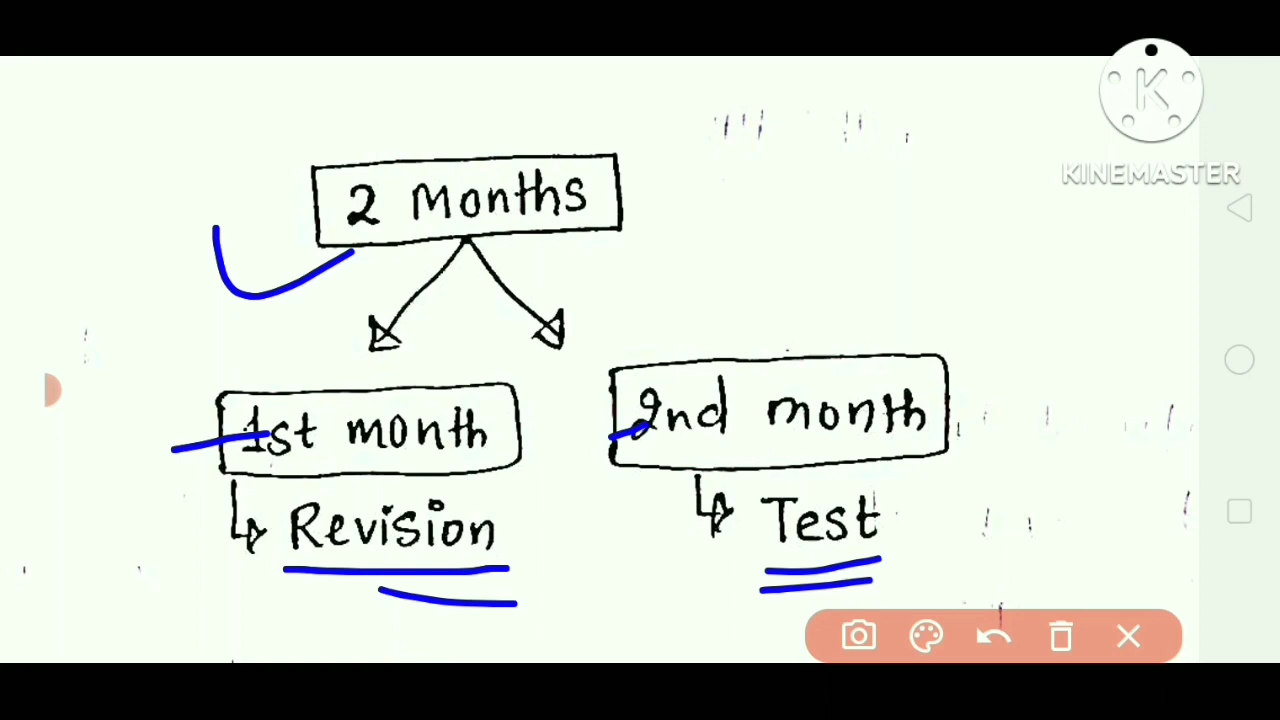 KINEMASTER
2 Months
1st month
2nd month
Revision
Test